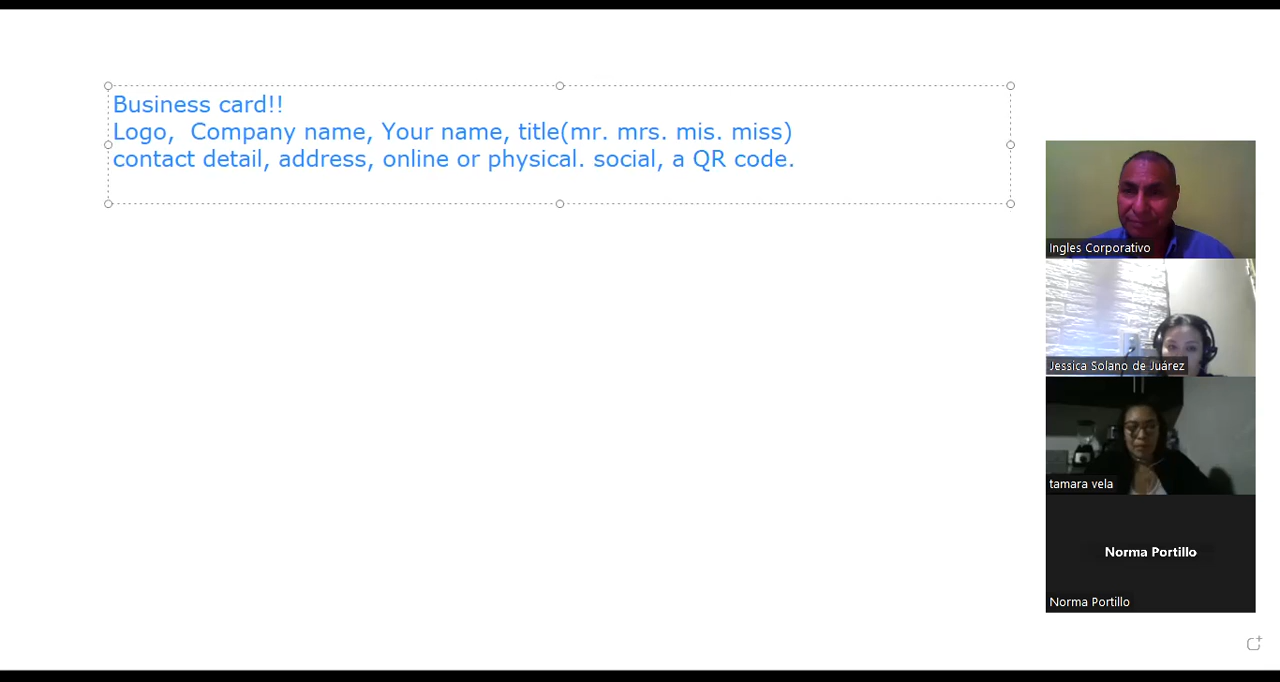 Business card!!
Logo,  Company name, Your name, title(mr. mrs. mis. miss)
contact detail, address, online or physical. social, a QR code.
Ingles Corporativo
Jessica Solano de Juárez
tamara vela
Norma Portillo
Norma Portillo